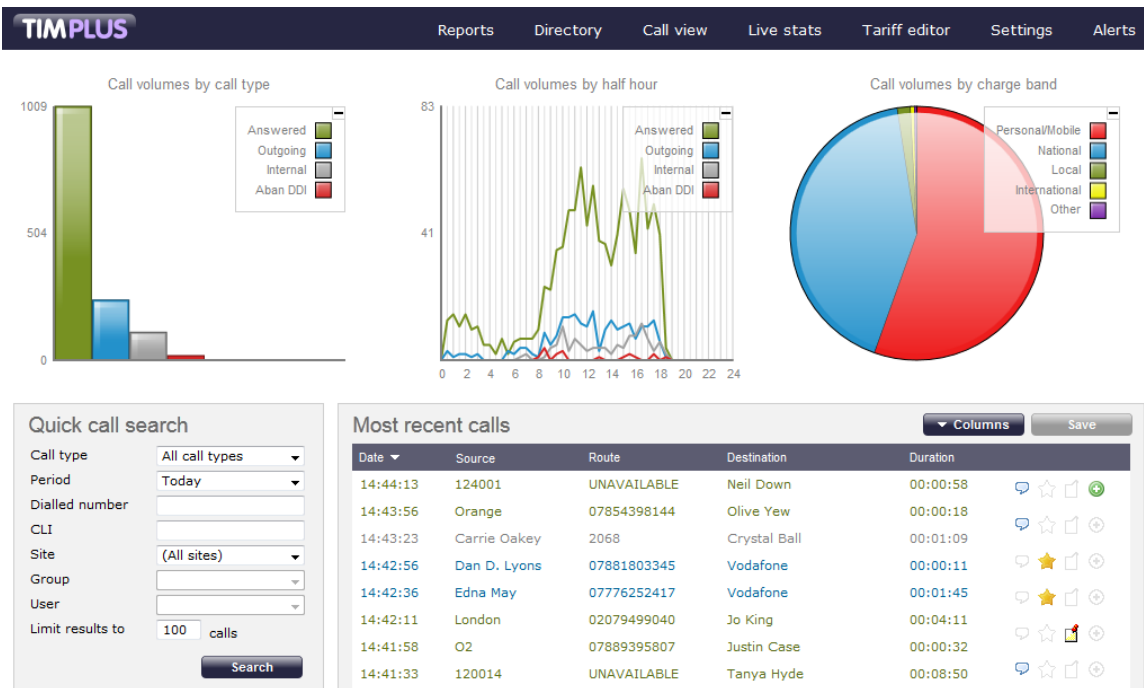 TIMPLUS Reports Directory Call view Live stats Tariff editor Settings Alerts
Call volumes by call type
1009
504
0
Answered
Outgoing
Internal
Aban DDI
Call volumes by half hour
83
41
Answered
Outgoing
Internal
Aban DDI
0 2 4 6 8 10 12 14 16 18 20 22 24
Call volumes by charge band
Personal/Mobile
National
Local
International
Other
Quick call search
Call type All call types
Period Today
Dialled number
CLI
Site (All sites)
Group
User
Limit results to 100 calls
Search
Most recent calls Columns Save
Date Source Route Destination Duration
14:44:13 124001 UNAVAILABLE Neil Down 00:00:58
14:43:56 Orange 07854398144 Olive Yew 00:00:18
14:43:23 Carrie Oakey 2068 Crystal Ball 00:01:09
14:42:56 Dan D. Lyons 07881803345 Vodafone 00:00:11
14:42:36 Edna May 07776252417 Vodafone 00:01:45
14:42:11 London 02079499040 Jo King 00:04:11
14:41:58 O2 07889395807 Justin Case 00:00:32
14:41:33 120014 UNAVAILABLE Tanya Hyde 00:08:50